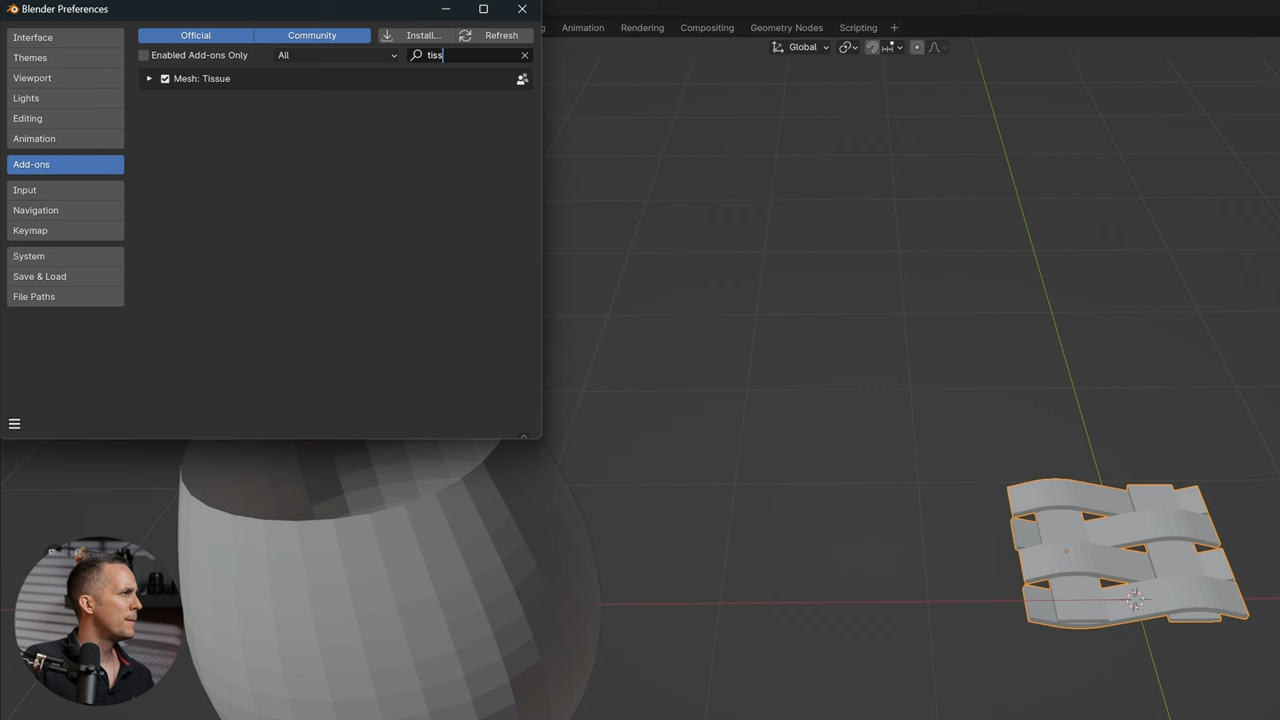 Blender Preferences
Animation Rendering Compositing Geometry Nodes Scripting +
Interface
Themes
Viewport
Lights
Editing
Animation
Add-ons
Input
Navigation
Keymap
System
Save & Load
File Paths
Official Community Install... Refresh
Enabled Add-ons Only All tiss
Mesh: Tissue
Global